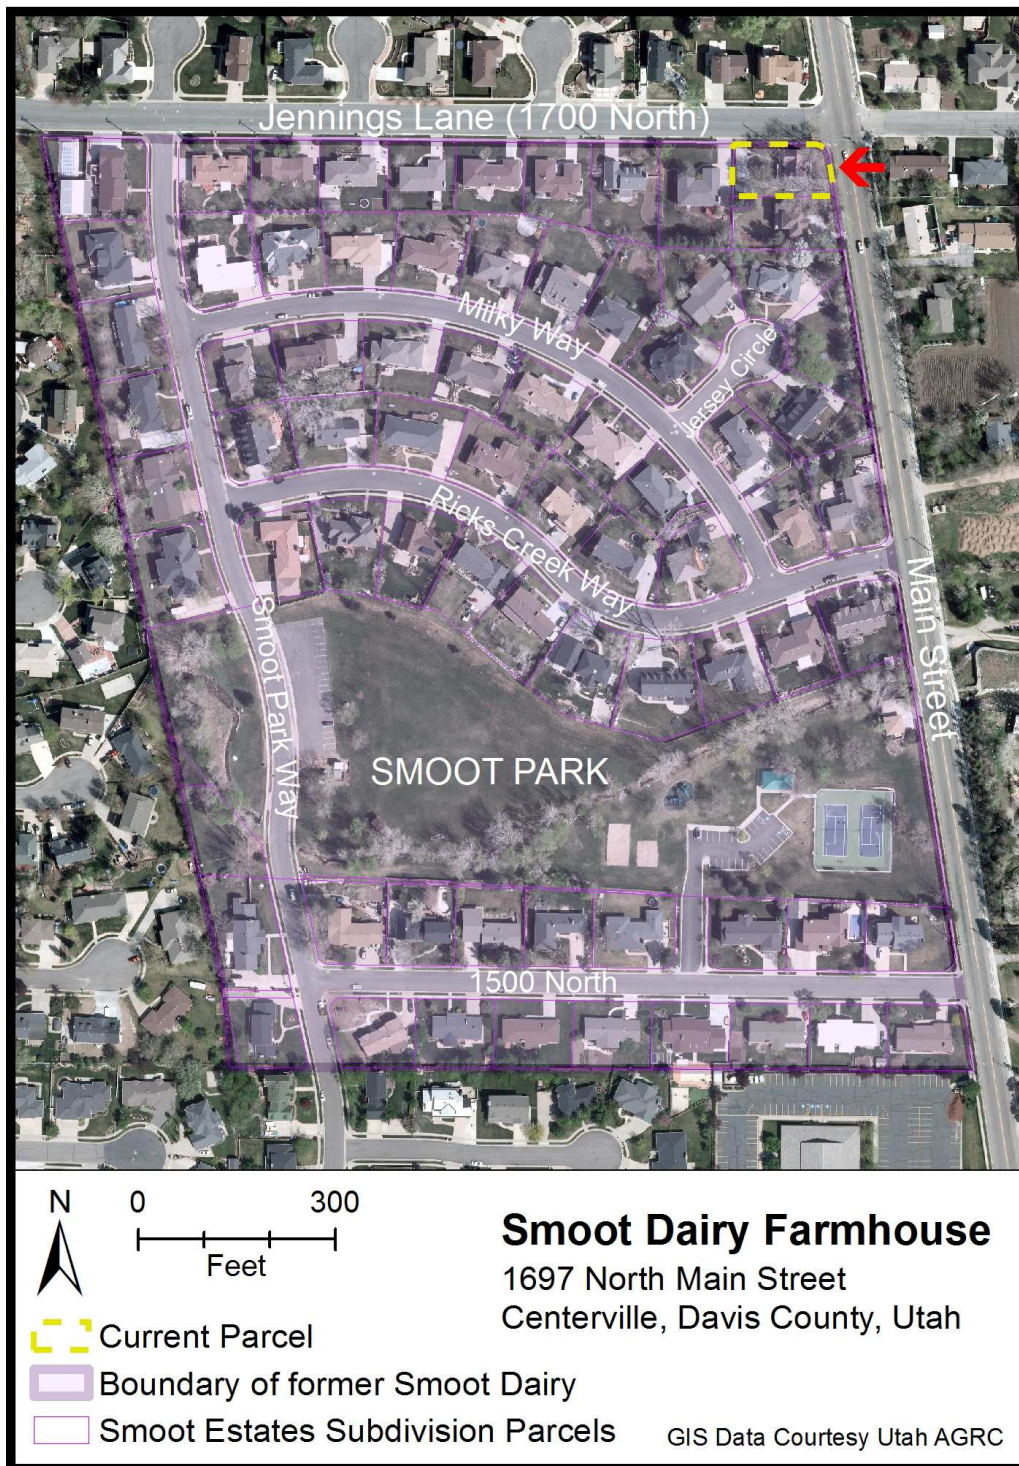 Jennings Lane (1700 North)
Milky Way
Jersey Circle
Ricks Creek Way
Main Street
Smoot Park Way
SMOOT PARK
1500 North
N
0 300
Feet
Smoot Dairy Farmhouse
1697 North Main Street
Centerville, Davis County, Utah
Current Parcel
Boundary of former Smoot Dairy
Smoot Estates Subdivision Parcels
GIS Data Courtesy Utah AGRC